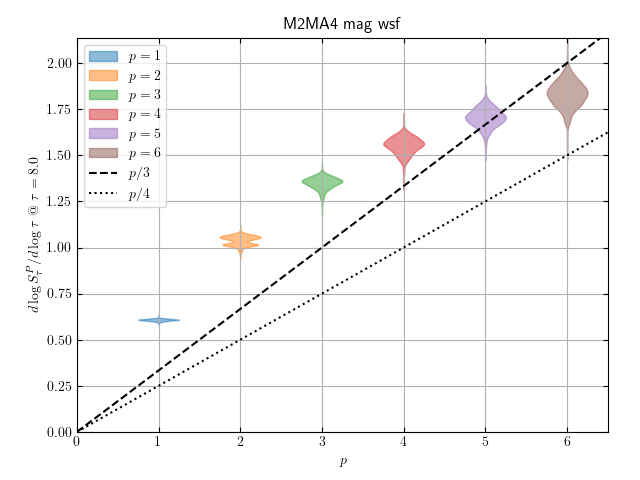 M2MA4 mag wsf
d log S_τ^P / d log τ @ τ = 8.0
2.00
1.75
1.50
1.25
1.00
0.75
0.50
0.25
0.00
p = 1
p = 2
p = 3
p = 4
p = 5
p = 6
p/3
p/4
0 1 2 3 4 5 6
p